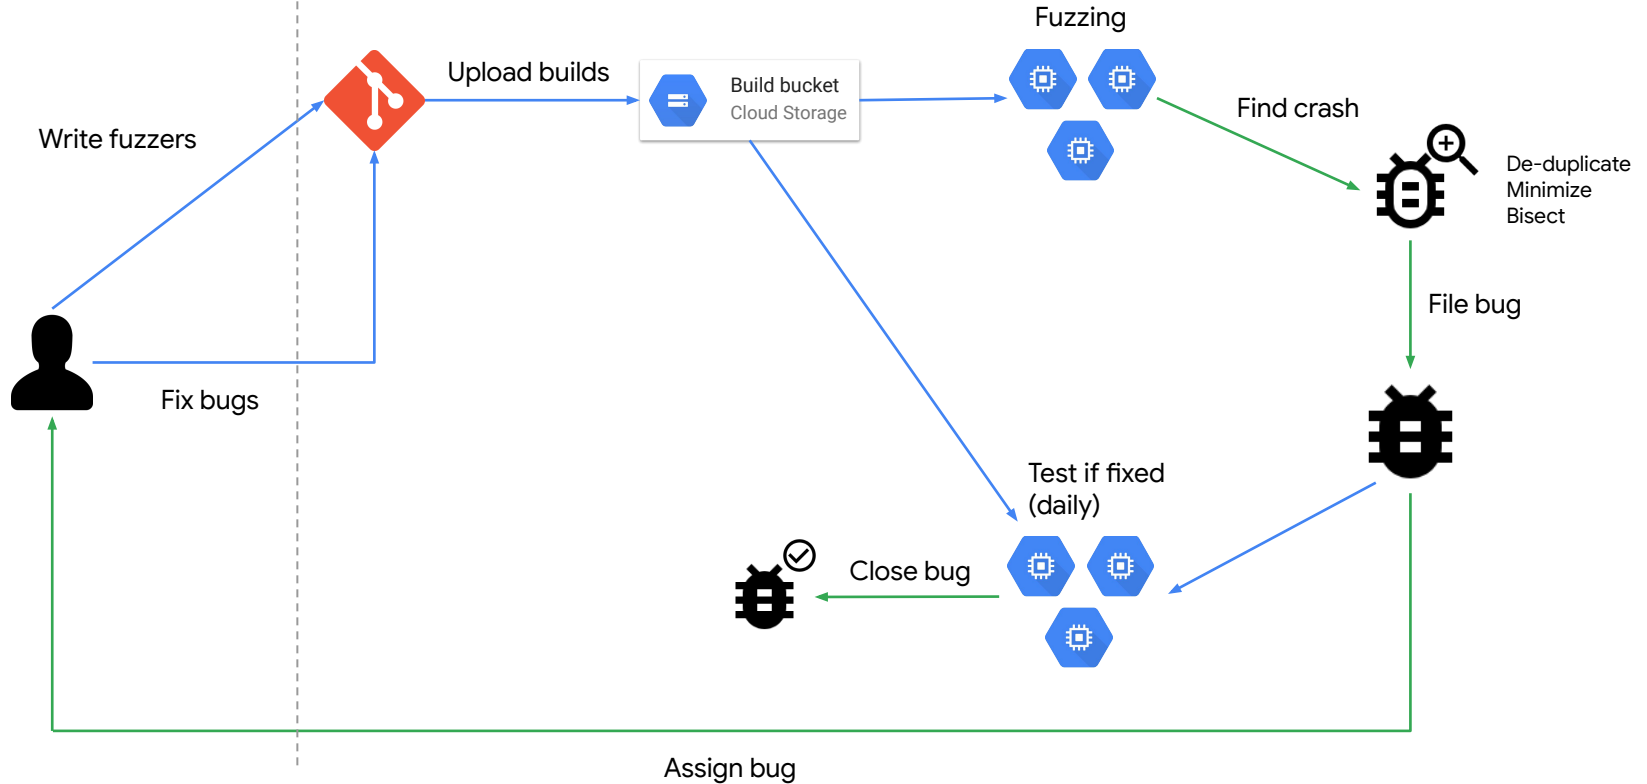 Fuzzing
Upload builds
Build bucket
Cloud Storage
Find crash
Write fuzzers
De-duplicate
Minimize
Bisect
File bug
Fix bugs
Test if fixed
(daily)
Close bug
Assign bug